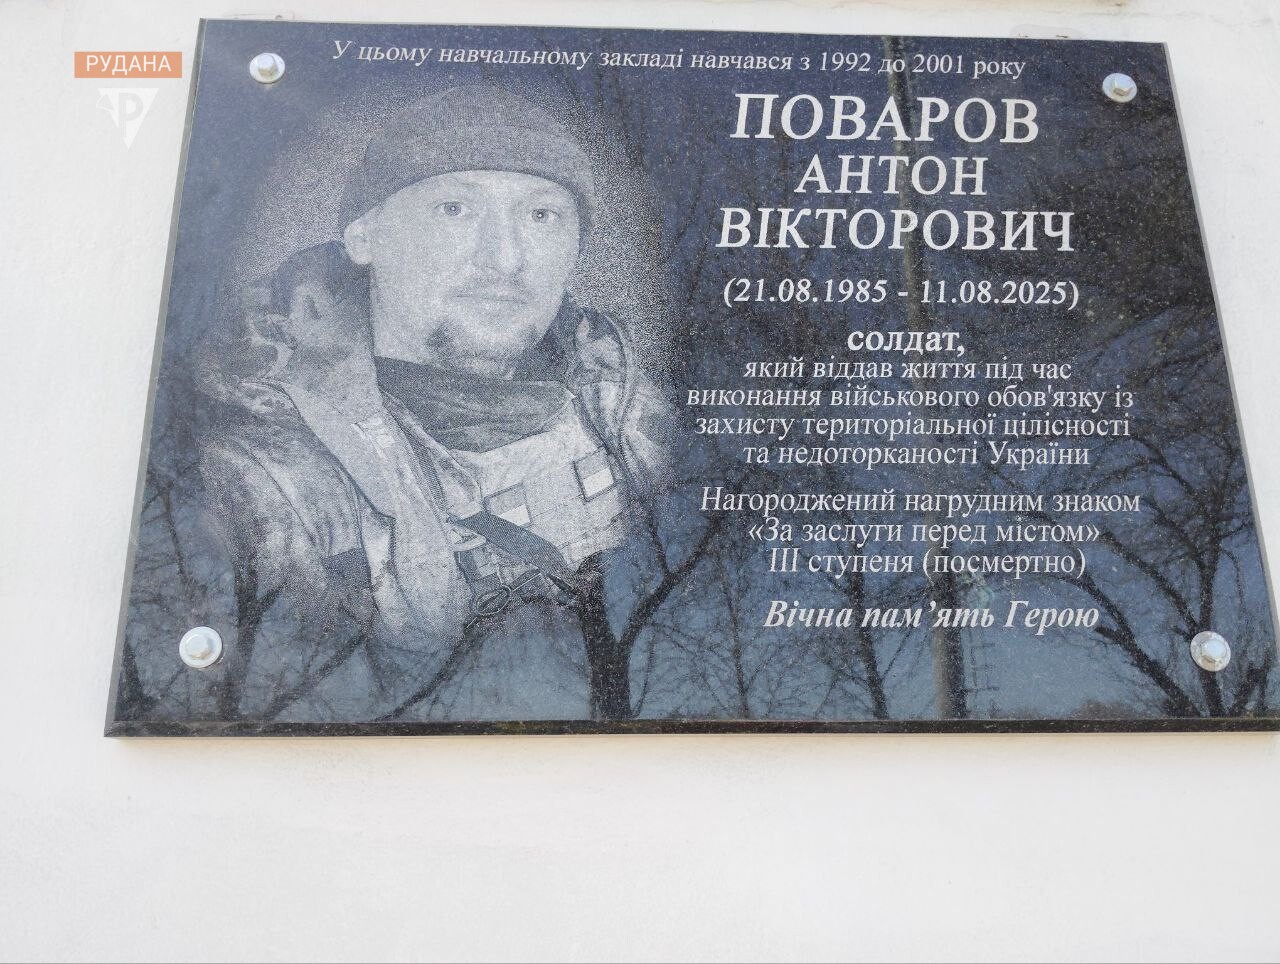 РУДАНА
У цьому навчальному закладі навчався з 1992 до 2001 року
ПОВАРОВ
АНТОН
ВІКТОРОВИЧ
(21.08.1985 - 11.08.2025)
солдат,
який віддав життя під час
виконання військового обов'язку із
захисту територіальної цілісності
та недоторканості України
Нагороджений нагрудним знаком
«За заслуги перед містом»
III ступеня (посмертно)
Вічна пам’ять Герою